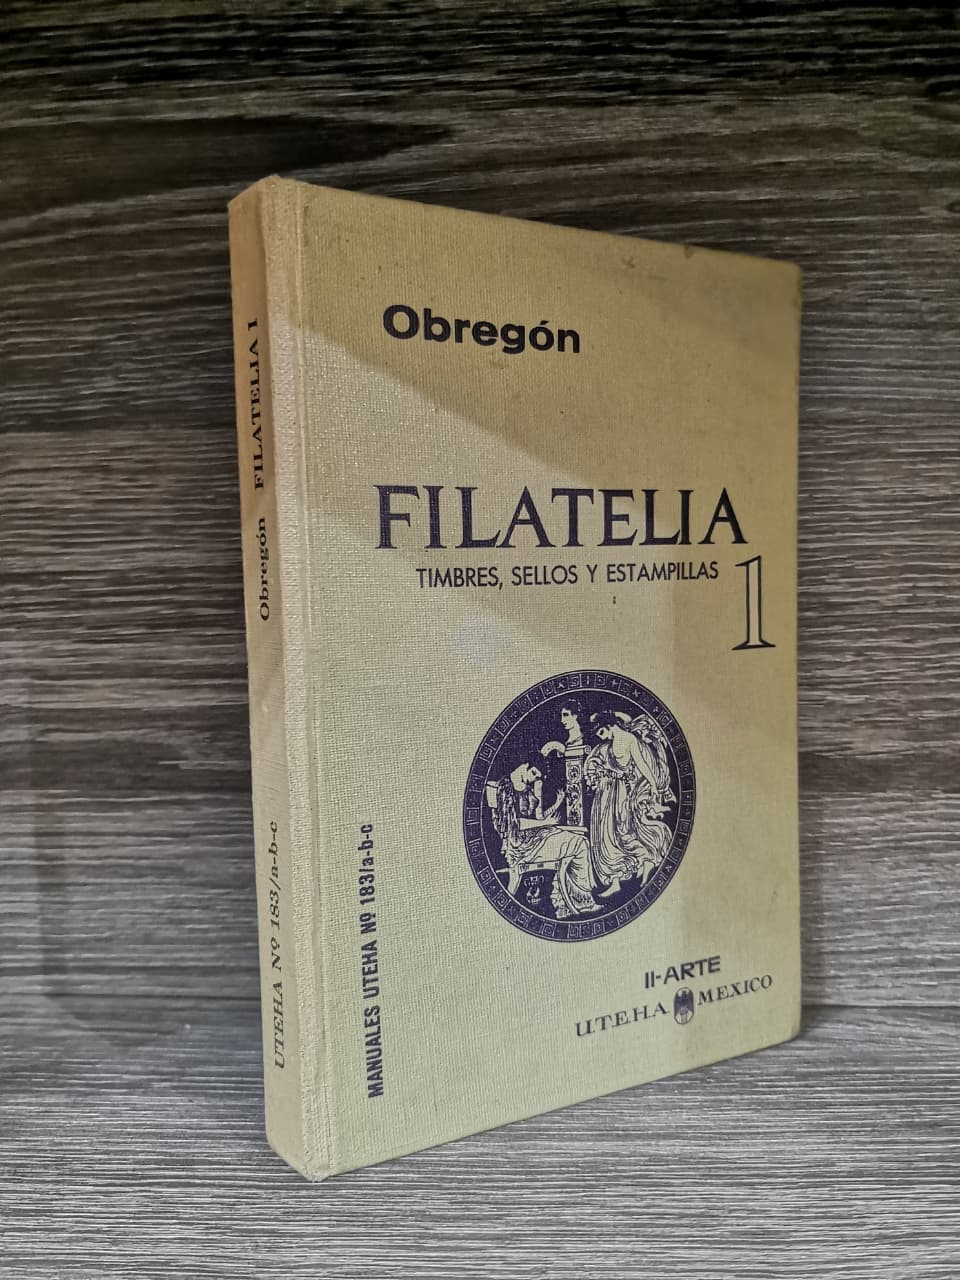 Obregón
FILATELIA
TIMBRES, SELLOS Y ESTAMPILLAS
1
MANUALES UTEHA Nº 183/a-b-c
II-ARTE
U.T.E.H.A. MEXICO
Obregón FILATELIA 1
UTEHA Nº 183/a-b-c